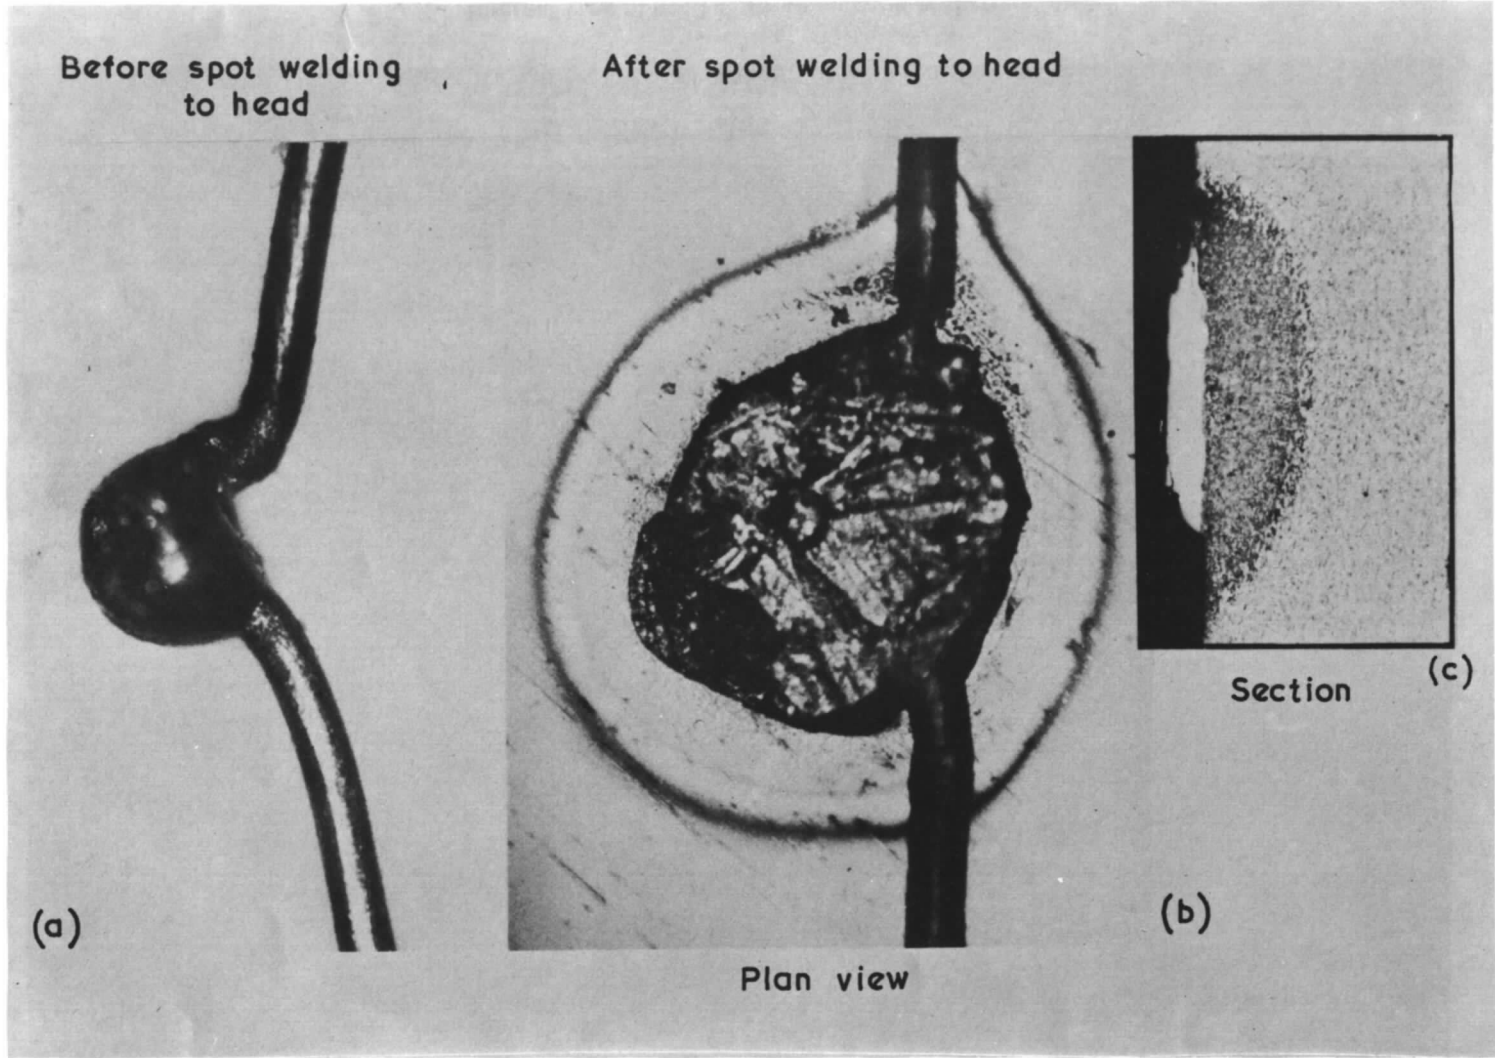 Before spot welding
to head
After spot welding to head
(a)
(b)
Plan view
(c)
Section